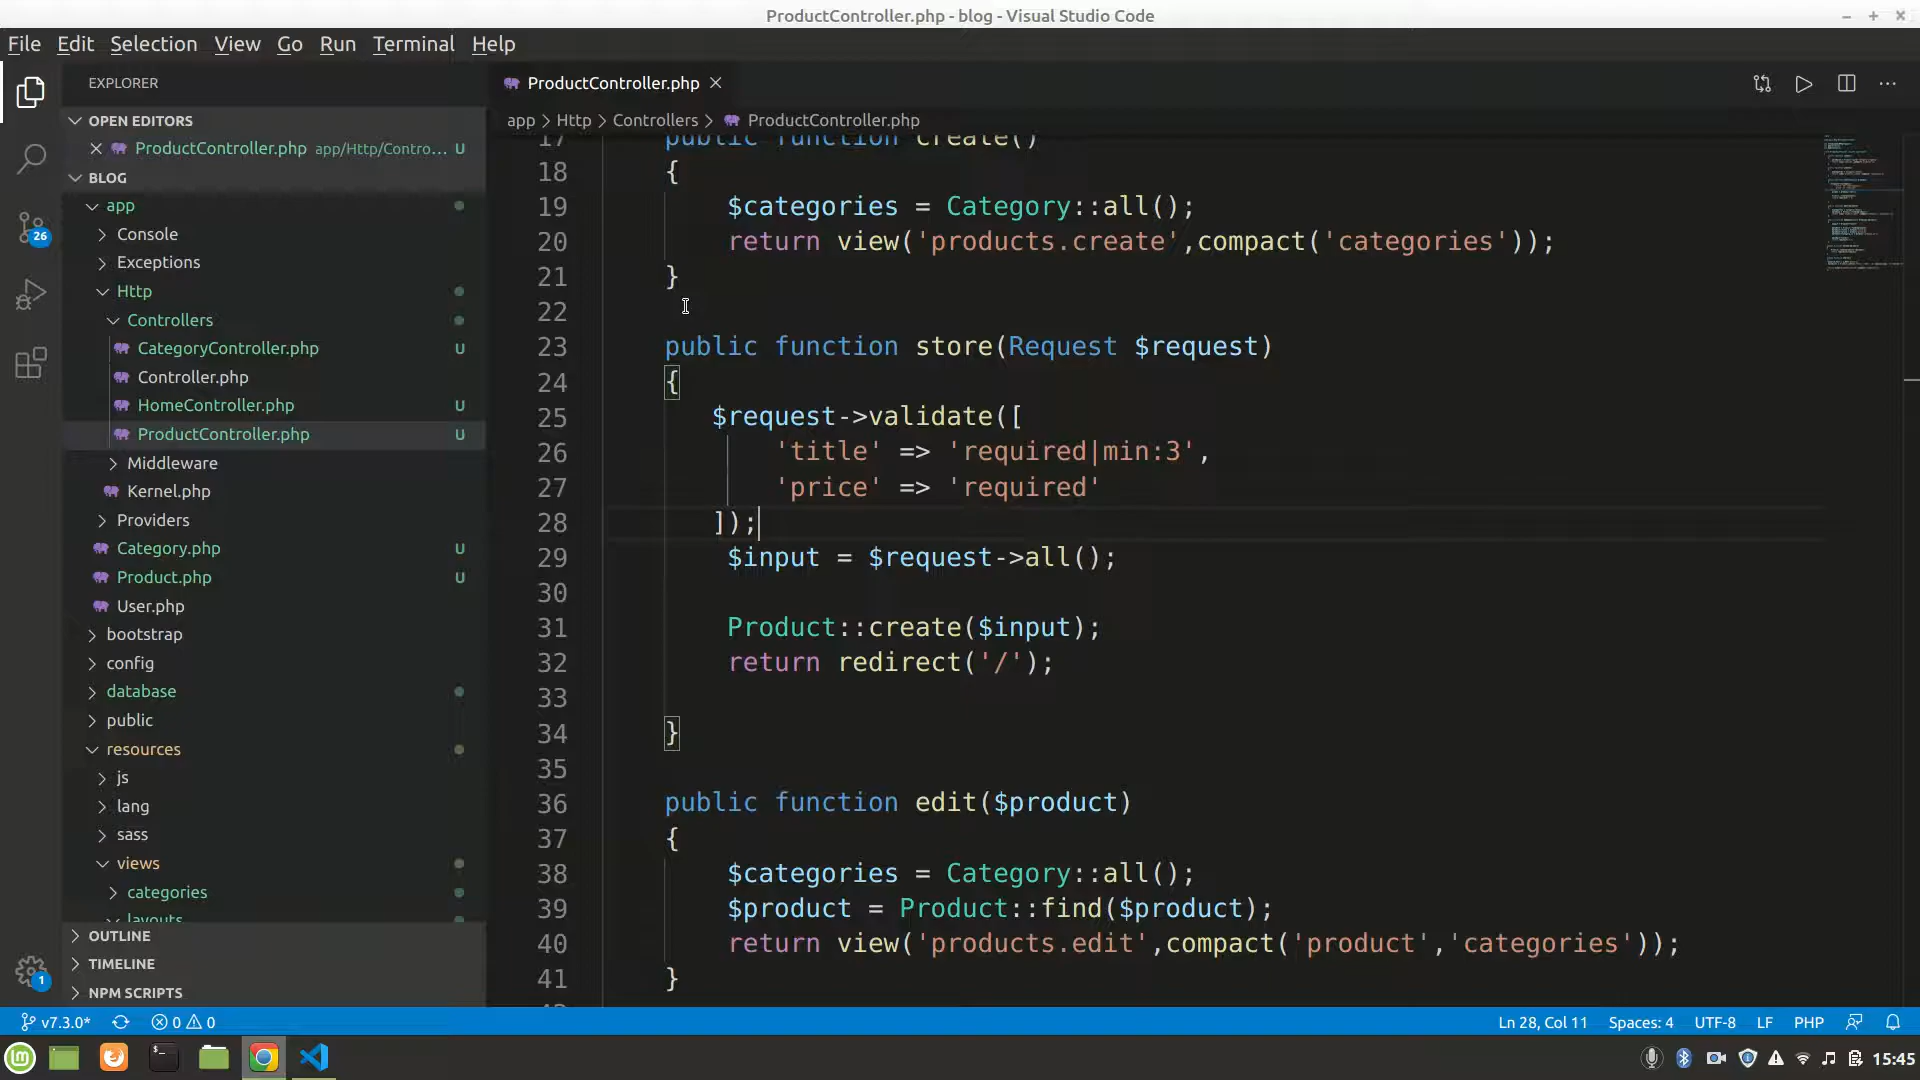 ProductController.php - blog - Visual Studio Code
File Edit Selection View Go Run Terminal Help
EXPLORER
ProductController.php
OPEN EDITORS
ProductController.php app/Http/Contro... U
BLOG
app
Console
Exceptions
Http
Controllers
CategoryController.php U
Controller.php
HomeController.php U
ProductController.php U
Middleware
Kernel.php
Providers
Category.php U
Product.php U
User.php
bootstrap
config
database
public
resources
js
lang
sass
views
categories
layouts
OUTLINE
TIMELINE
NPM SCRIPTS
26
1
app > Http > Controllers > ProductController.php
17 public function create()
18 {
19 $categories = Category::all();
20 return view('products.create',compact('categories'));
21 }
22
23 public function store(Request $request)
24 {
25 $request->validate([
26 'title' => 'required|min:3',
27 'price' => 'required'
28 ]);
29 $input = $request->all();
30
31 Product::create($input);
32 return redirect('/');
33
34 }
35
36 public function edit($product)
37 {
38 $categories = Category::all();
39 $product = Product::find($product);
40 return view('products.edit',compact('product','categories'));
41 }
v7.3.0* 0 0 Ln 28, Col 11 Spaces: 4 UTF-8 LF PHP
15:45